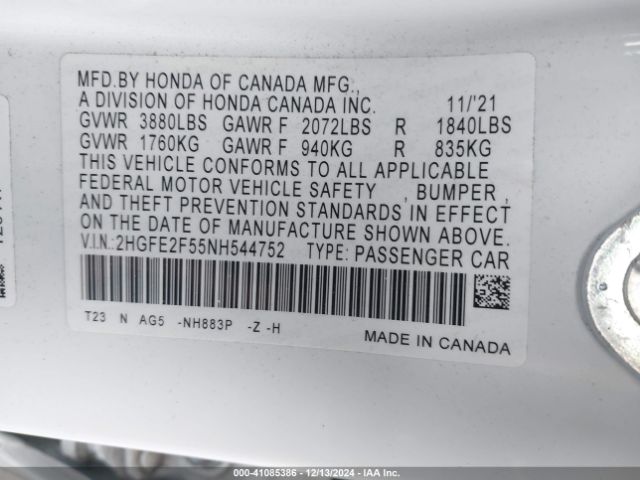 MFD.BY HONDA OF CANADA MFG.,
A DIVISION OF HONDA CANADA INC. 11/'21
GVWR 3880LBS GAWR F 2072LBS R 1840LBS
GVWR 1760KG GAWR F 940KG R 835KG
THIS VEHICLE CONFORMS TO ALL APPLICABLE
FEDERAL MOTOR VEHICLE SAFETY , BUMPER ,
AND THEFT PREVENTION STANDARDS IN EFFECT
ON THE DATE OF MANUFACTURE SHOWN ABOVE.
V.I.N.:2HGFE2F55NH544752 TYPE: PASSENGER CAR
T23 N AG5 -NH883P -Z -H
MADE IN CANADA
000-41085386 - 12/13/2024 - IAAI.COM